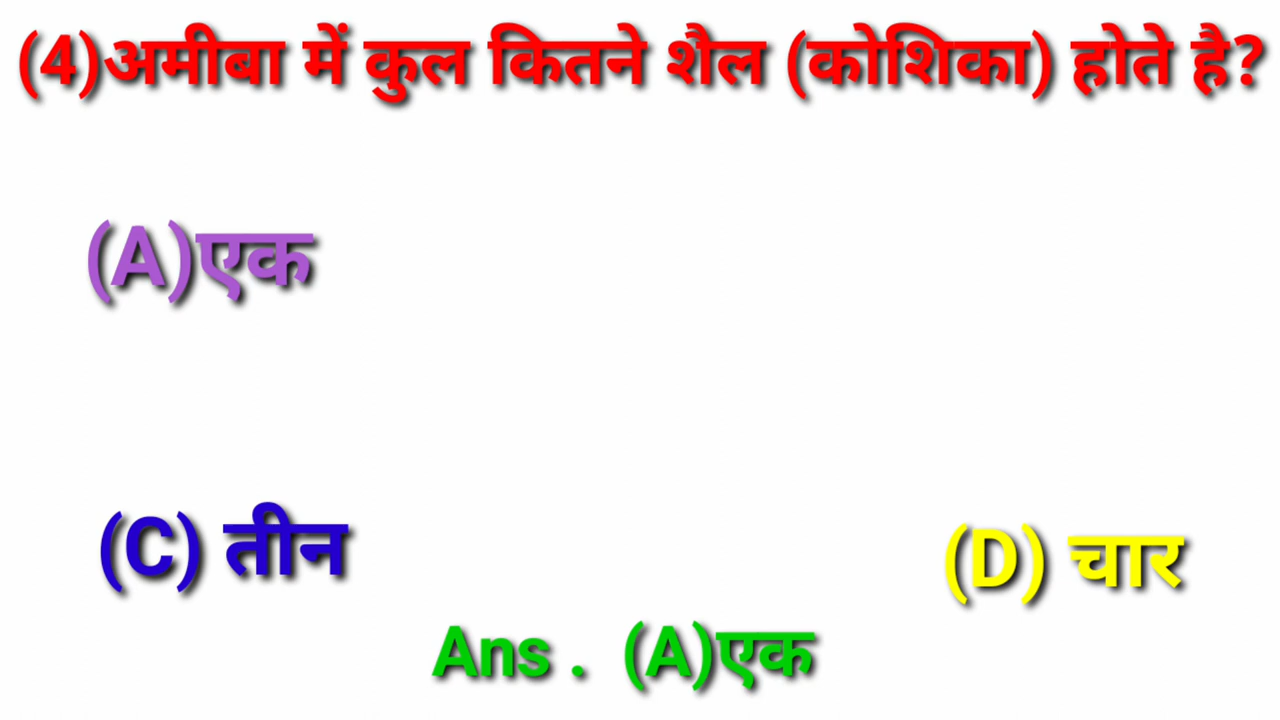 (4)अमीबा में कुल कितने शैल (कोशिका) होते है?
(A)एक
(C) तीन
(D) चार
Ans . (A)एक